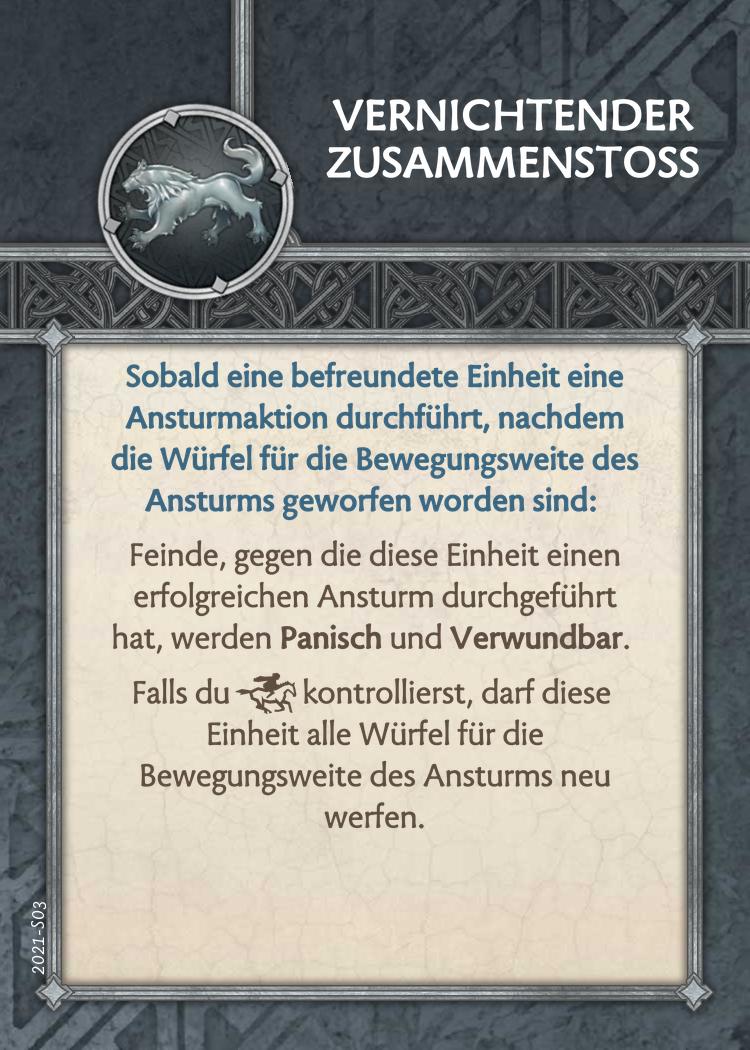 VERNICHTENDER
ZUSAMMENSTOSS
Sobald eine befreundete Einheit eine
Ansturmaktion durchführt, nachdem
die Würfel für die Bewegungsweite des
Ansturms geworfen worden sind:
Feinde, gegen die diese Einheit einen
erfolgreichen Ansturm durchgeführt
hat, werden Panisch und Verwundbar.
Falls du kontrollierst, darf diese
Einheit alle Würfel für die
Bewegungsweite des Ansturms neu
werfen.
2021-S03